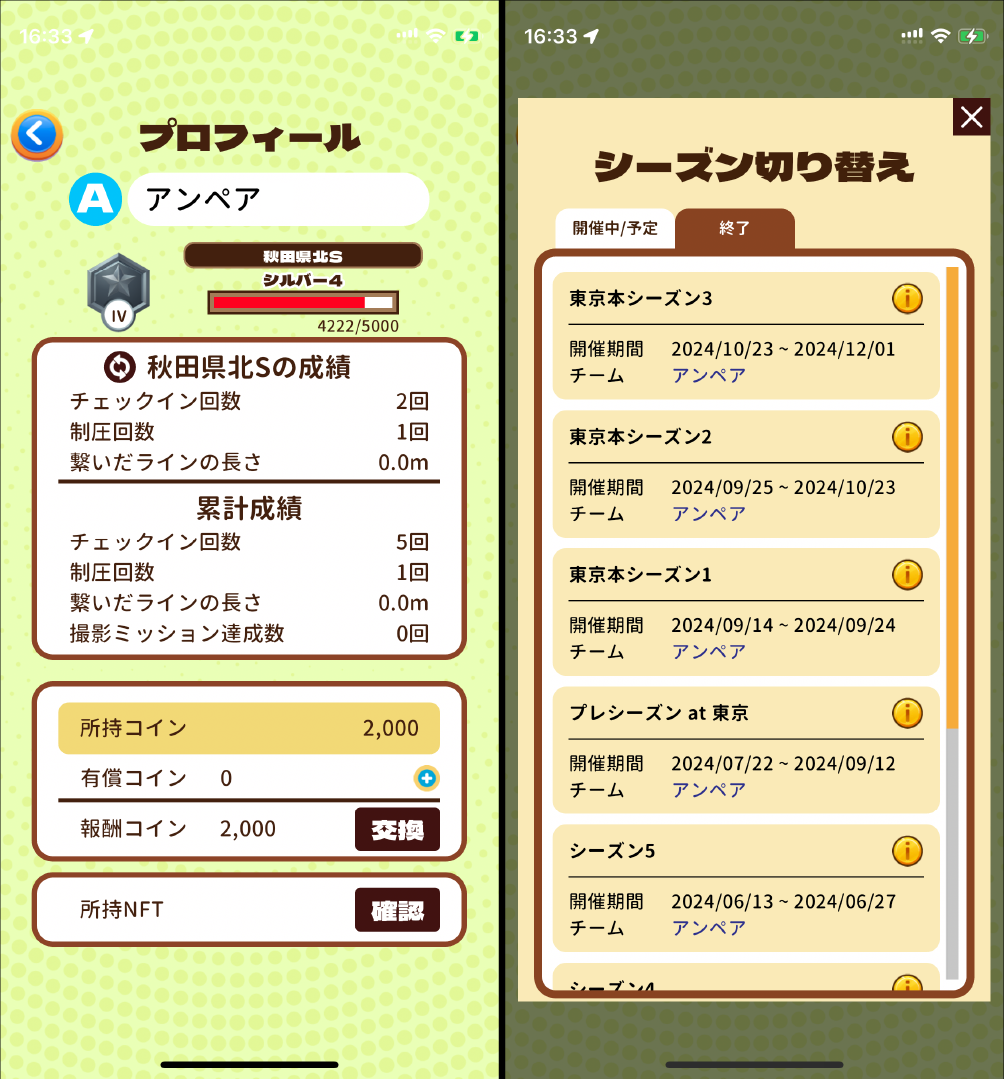 16:33
プロフィール
A アンペア
秋田県北S
シルバー4
IV
4222/5000
秋田県北Sの成績
チェックイン回数 2回
制圧回数 1回
繋いだラインの長さ 0.0m
累計成績
チェックイン回数 5回
制圧回数 1回
繋いだラインの長さ 0.0m
撮影ミッション達成数 0回
所持コイン 2,000
有償コイン 0
報酬コイン 2,000 交換
所持NFT 確認
16:33
シーズン切り替え
開催中/予定 終了
東京本シーズン3
開催期間 2024/10/23 ~ 2024/12/01
チーム アンペア
東京本シーズン2
開催期間 2024/09/25 ~ 2024/10/23
チーム アンペア
東京本シーズン1
開催期間 2024/09/14 ~ 2024/09/24
チーム アンペア
プレシーズン at 東京
開催期間 2024/07/22 ~ 2024/09/12
チーム アンペア
シーズン5
開催期間 2024/06/13 ~ 2024/06/27
チーム アンペア
シーズン4